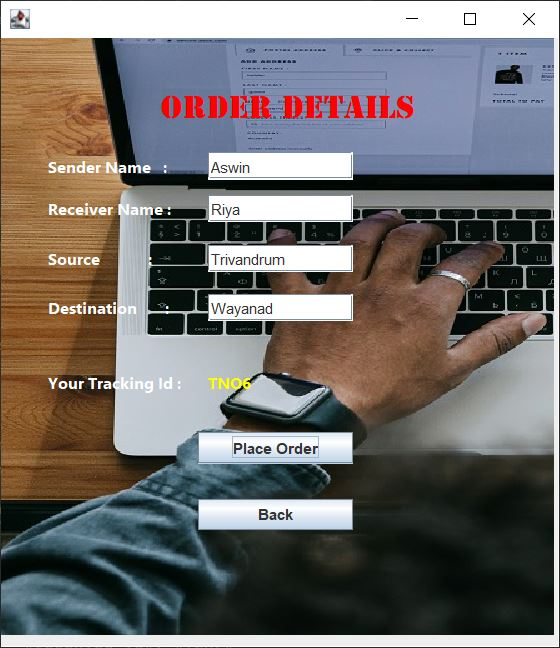 ORDER DETAILS
Sender Name : Aswin
Receiver Name : Riya
Source : Trivandrum
Destination : Wayanad
Your Tracking Id : TNO6
Place Order
Back